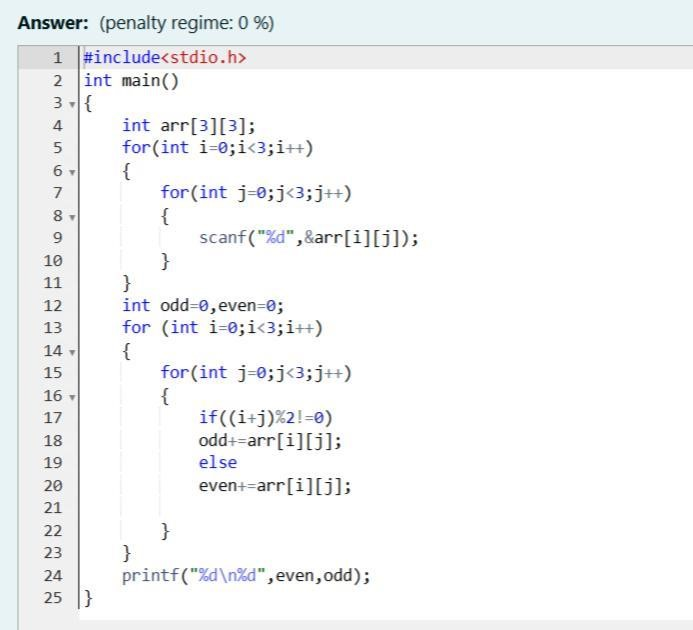 Answer: (penalty regime: 0 %)
1 #include<stdio.h>
2 int main()
3 {
4     int arr[3][3];
5     for(int i=0;i<3;i++)
6     {
7         for(int j=0;j<3;j++)
8         {
9             scanf("%d",&arr[i][j]);
10         }
11     }
12     int odd=0,even=0;
13     for (int i=0;i<3;i++)
14     {
15         for(int j=0;j<3;j++)
16         {
17             if((i+j)%2!=0)
18             odd+=arr[i][j];
19             else
20             even+=arr[i][j];
21
22         }
23     }
24     printf("%d\n%d",even,odd);
25 }